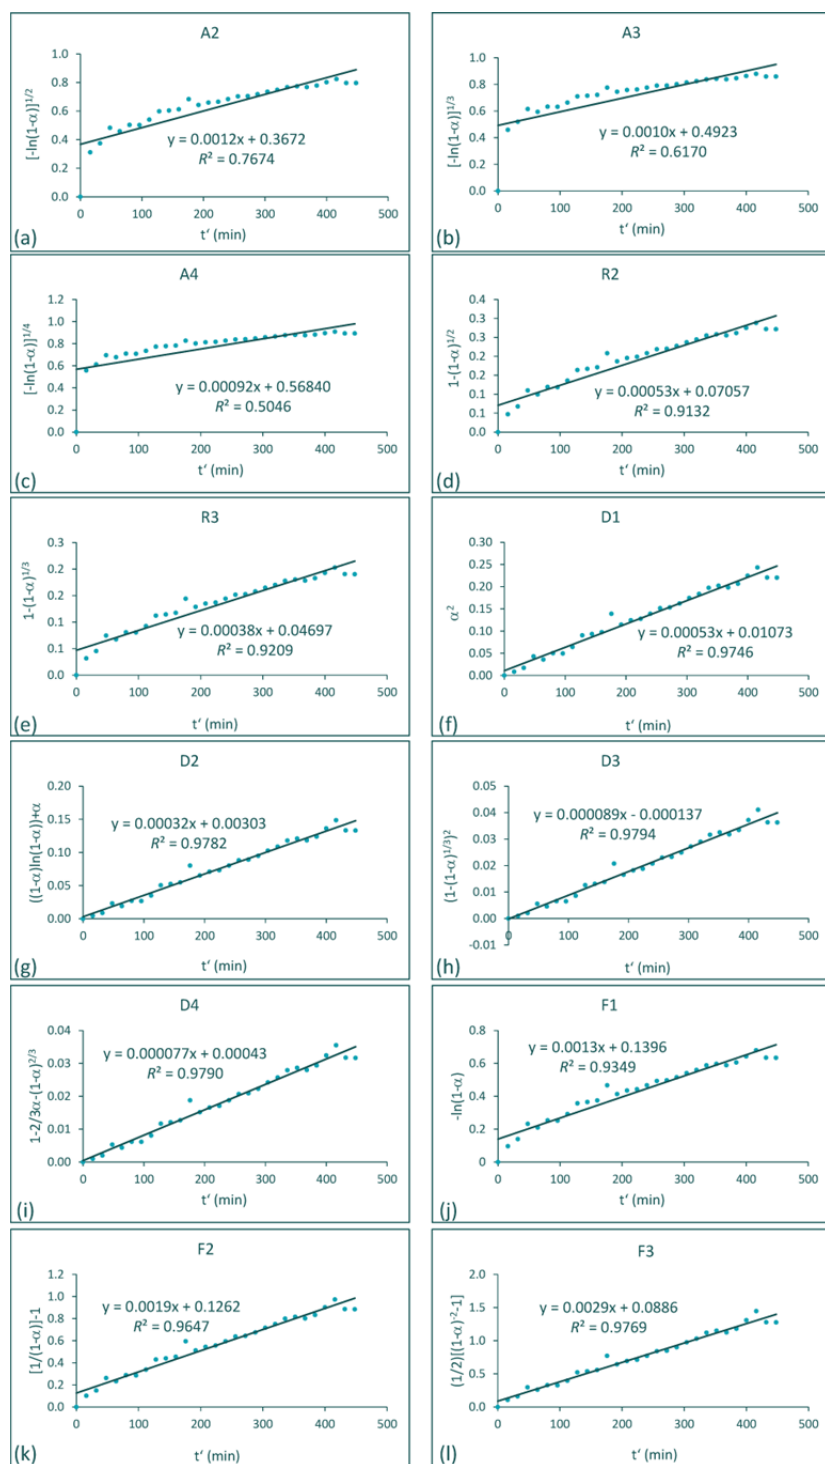 A2
[-ln(1-α)]^1/2
1.0
0.8
0.6
0.4
0.2
0.0
y = 0.0012x + 0.3672
R² = 0.7674
0 100 200 300 400 500
t‘ (min)
(a)
A3
[-ln(1-α)]^1/3
1.0
0.8
0.6
0.4
0.2
0.0
y = 0.0010x + 0.4923
R² = 0.6170
0 100 200 300 400 500
t‘ (min)
(b)
A4
[-ln(1-α)]^1/4
1.2
1.0
0.8
0.6
0.4
0.2
0.0
y = 0.00092x + 0.56840
R² = 0.5046
0 100 200 300 400 500
t‘ (min)
(c)
R2
1-(1-α)^1/2
0.4
0.3
0.3
0.2
0.2
0.1
0.1
0.0
y = 0.00053x + 0.07057
R² = 0.9132
0 100 200 300 400 500
t‘ (min)
(d)
R3
1-(1-α)^1/3
0.3
0.2
0.2
0.1
0.1
0.0
y = 0.00038x + 0.04697
R² = 0.9209
0 100 200 300 400 500
t‘ (min)
(e)
D1
α²
0.30
0.25
0.20
0.15
0.10
0.05
0.00
y = 0.00053x + 0.01073
R² = 0.9746
0 100 200 300 400 500
t‘ (min)
(f)
D2
((1-α)ln(1-α))+α
0.20
0.15
0.10
0.05
0.00
y = 0.00032x + 0.00303
R² = 0.9782
0 100 200 300 400 500
t‘ (min)
(g)
D3
(1-(1-α)^1/3)²
0.05
0.04
0.03
0.02
0.01
0.00
-0.01
y = 0.000089x - 0.000137
R² = 0.9794
0 100 200 300 400 500
t‘ (min)
(h)
D4
1-2/3α-(1-α)^2/3
0.04
0.03
0.02
0.01
0.00
y = 0.000077x + 0.00043
R² = 0.9790
0 100 200 300 400 500
t‘ (min)
(i)
F1
-ln(1-α)
0.8
0.6
0.4
0.2
0
y = 0.0013x + 0.1396
R² = 0.9349
0 100 200 300 400 500
t‘ (min)
(j)
F2
[1/(1-α)]-1
1.2
1.0
0.8
0.6
0.4
0.2
0.0
y = 0.0019x + 0.1262
R² = 0.9647
0 100 200 300 400 500
t‘ (min)
(k)
F3
(1/2)[(1-α)^-2-1]
2.0
1.5
1.0
0.5
0.0
y = 0.0029x + 0.0886
R² = 0.9769
0 100 200 300 400 500
t‘ (min)
(l)